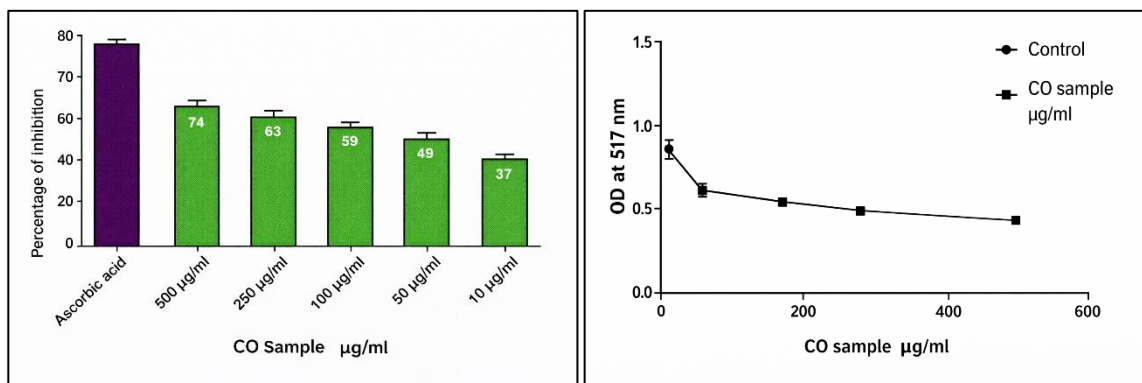 80
80
60
40
20
0
Percentage of inhibition
74
63
59
49
37
Ascorbic acid
500 µg/ml
250 µg/ml
100 µg/ml
50 µg/ml
10 µg/ml
CO Sample µg/ml
1.5
1.0
0.5
0.0
OD at 517 nm
Control
CO sample
µg/ml
0
200
400
600
CO sample µg/ml